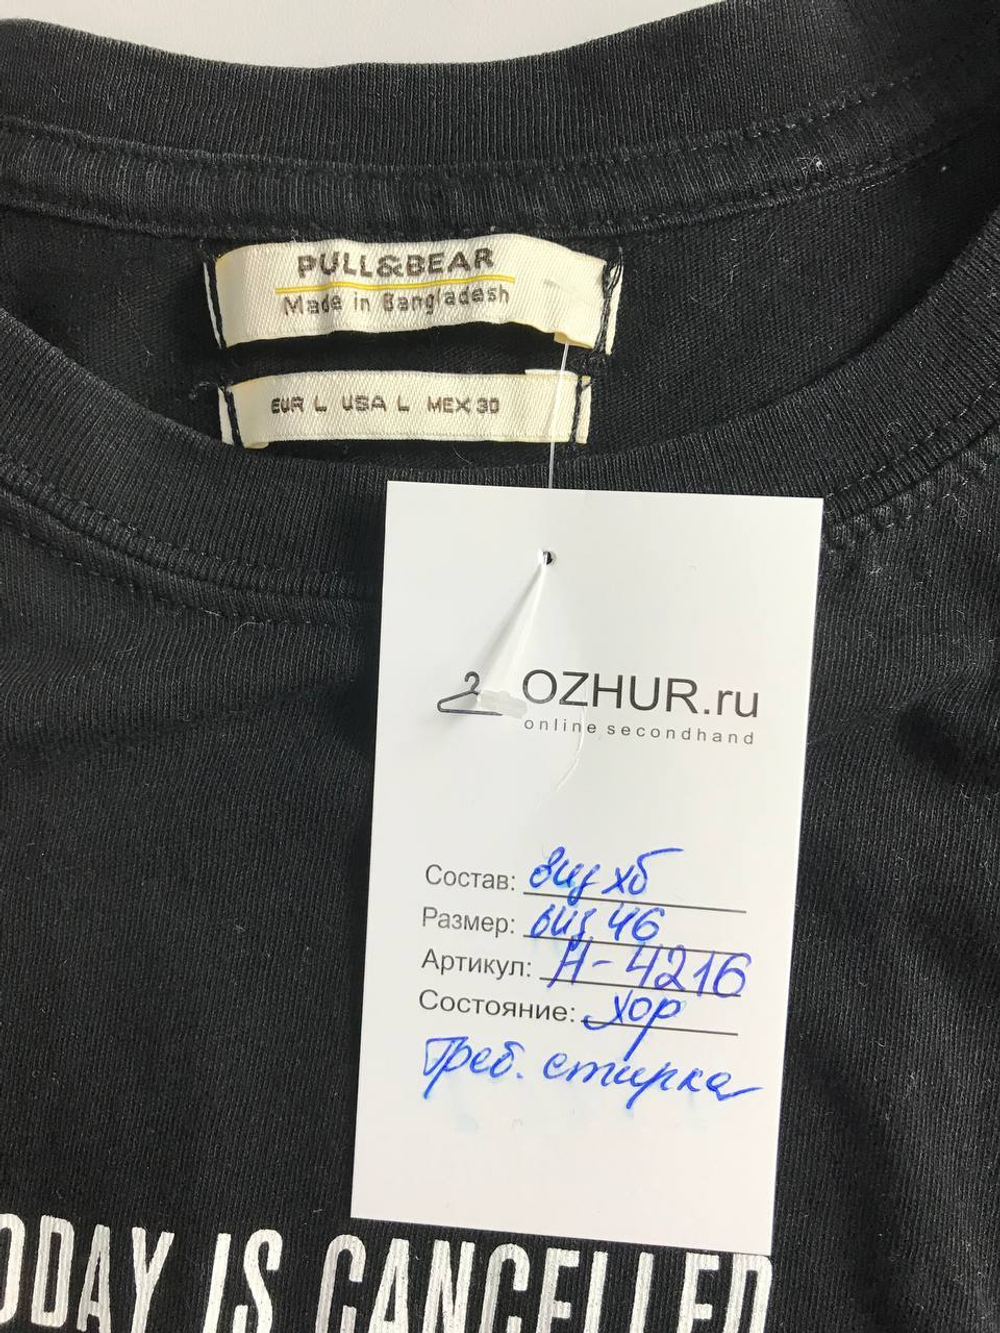 PULL&BEAR
Made in Bangladesh
EUR L USA L MEX 30
OZHUR.ru
online secondhand
Состав: виз хб
Размер: виз 46
Артикул: Н-4216
Состояние: хор
Треб. стирка
ODAY IS CANCELLED